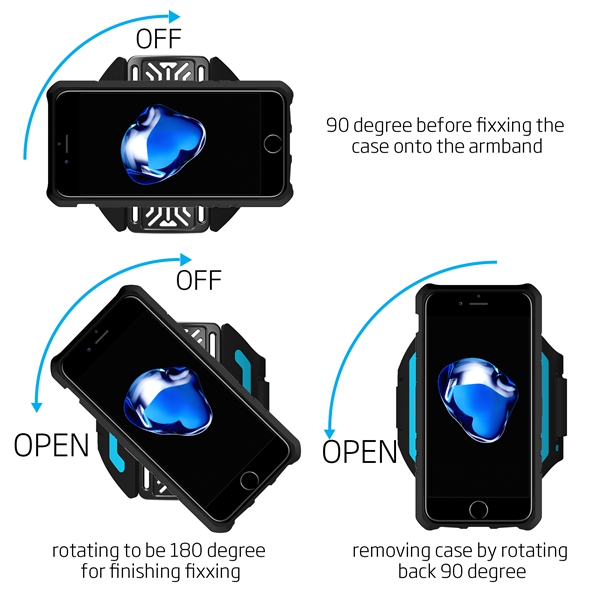 OFF
90 degree before fixxing the
case onto the armband
OFF
OPEN
OPEN
rotating to be 180 degree
for finishing fixxing
removing case by rotating
back 90 degree